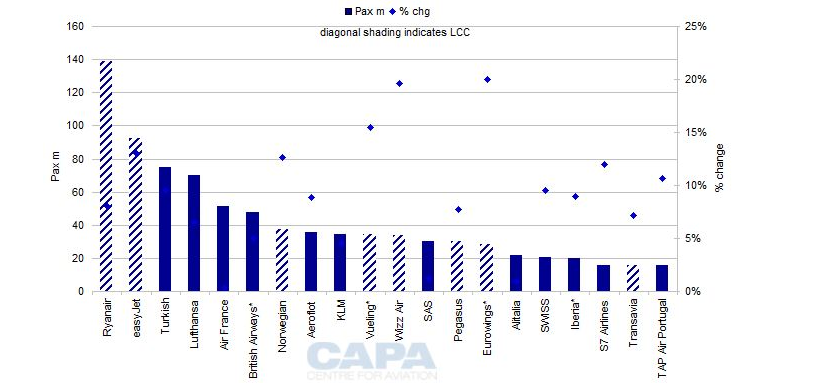 Pax m % chg
diagonal shading indicates LCC
160 25%
140
120 20%
100 15%
80
60 10%
40 5%
20
0 0%
Pax m
% change
Ryanair
easyJet
Turkish
Lufthansa
Air France
British Airways*
Norwegian
Aeroflot
KLM
Vueling*
Wizz Air
SAS
Pegasus
Eurowings*
Alitalia
SWISS
Iberia*
S7 Airlines
Transavia
TAP Air Portugal
CAPA
CENTRE FOR AVIATION